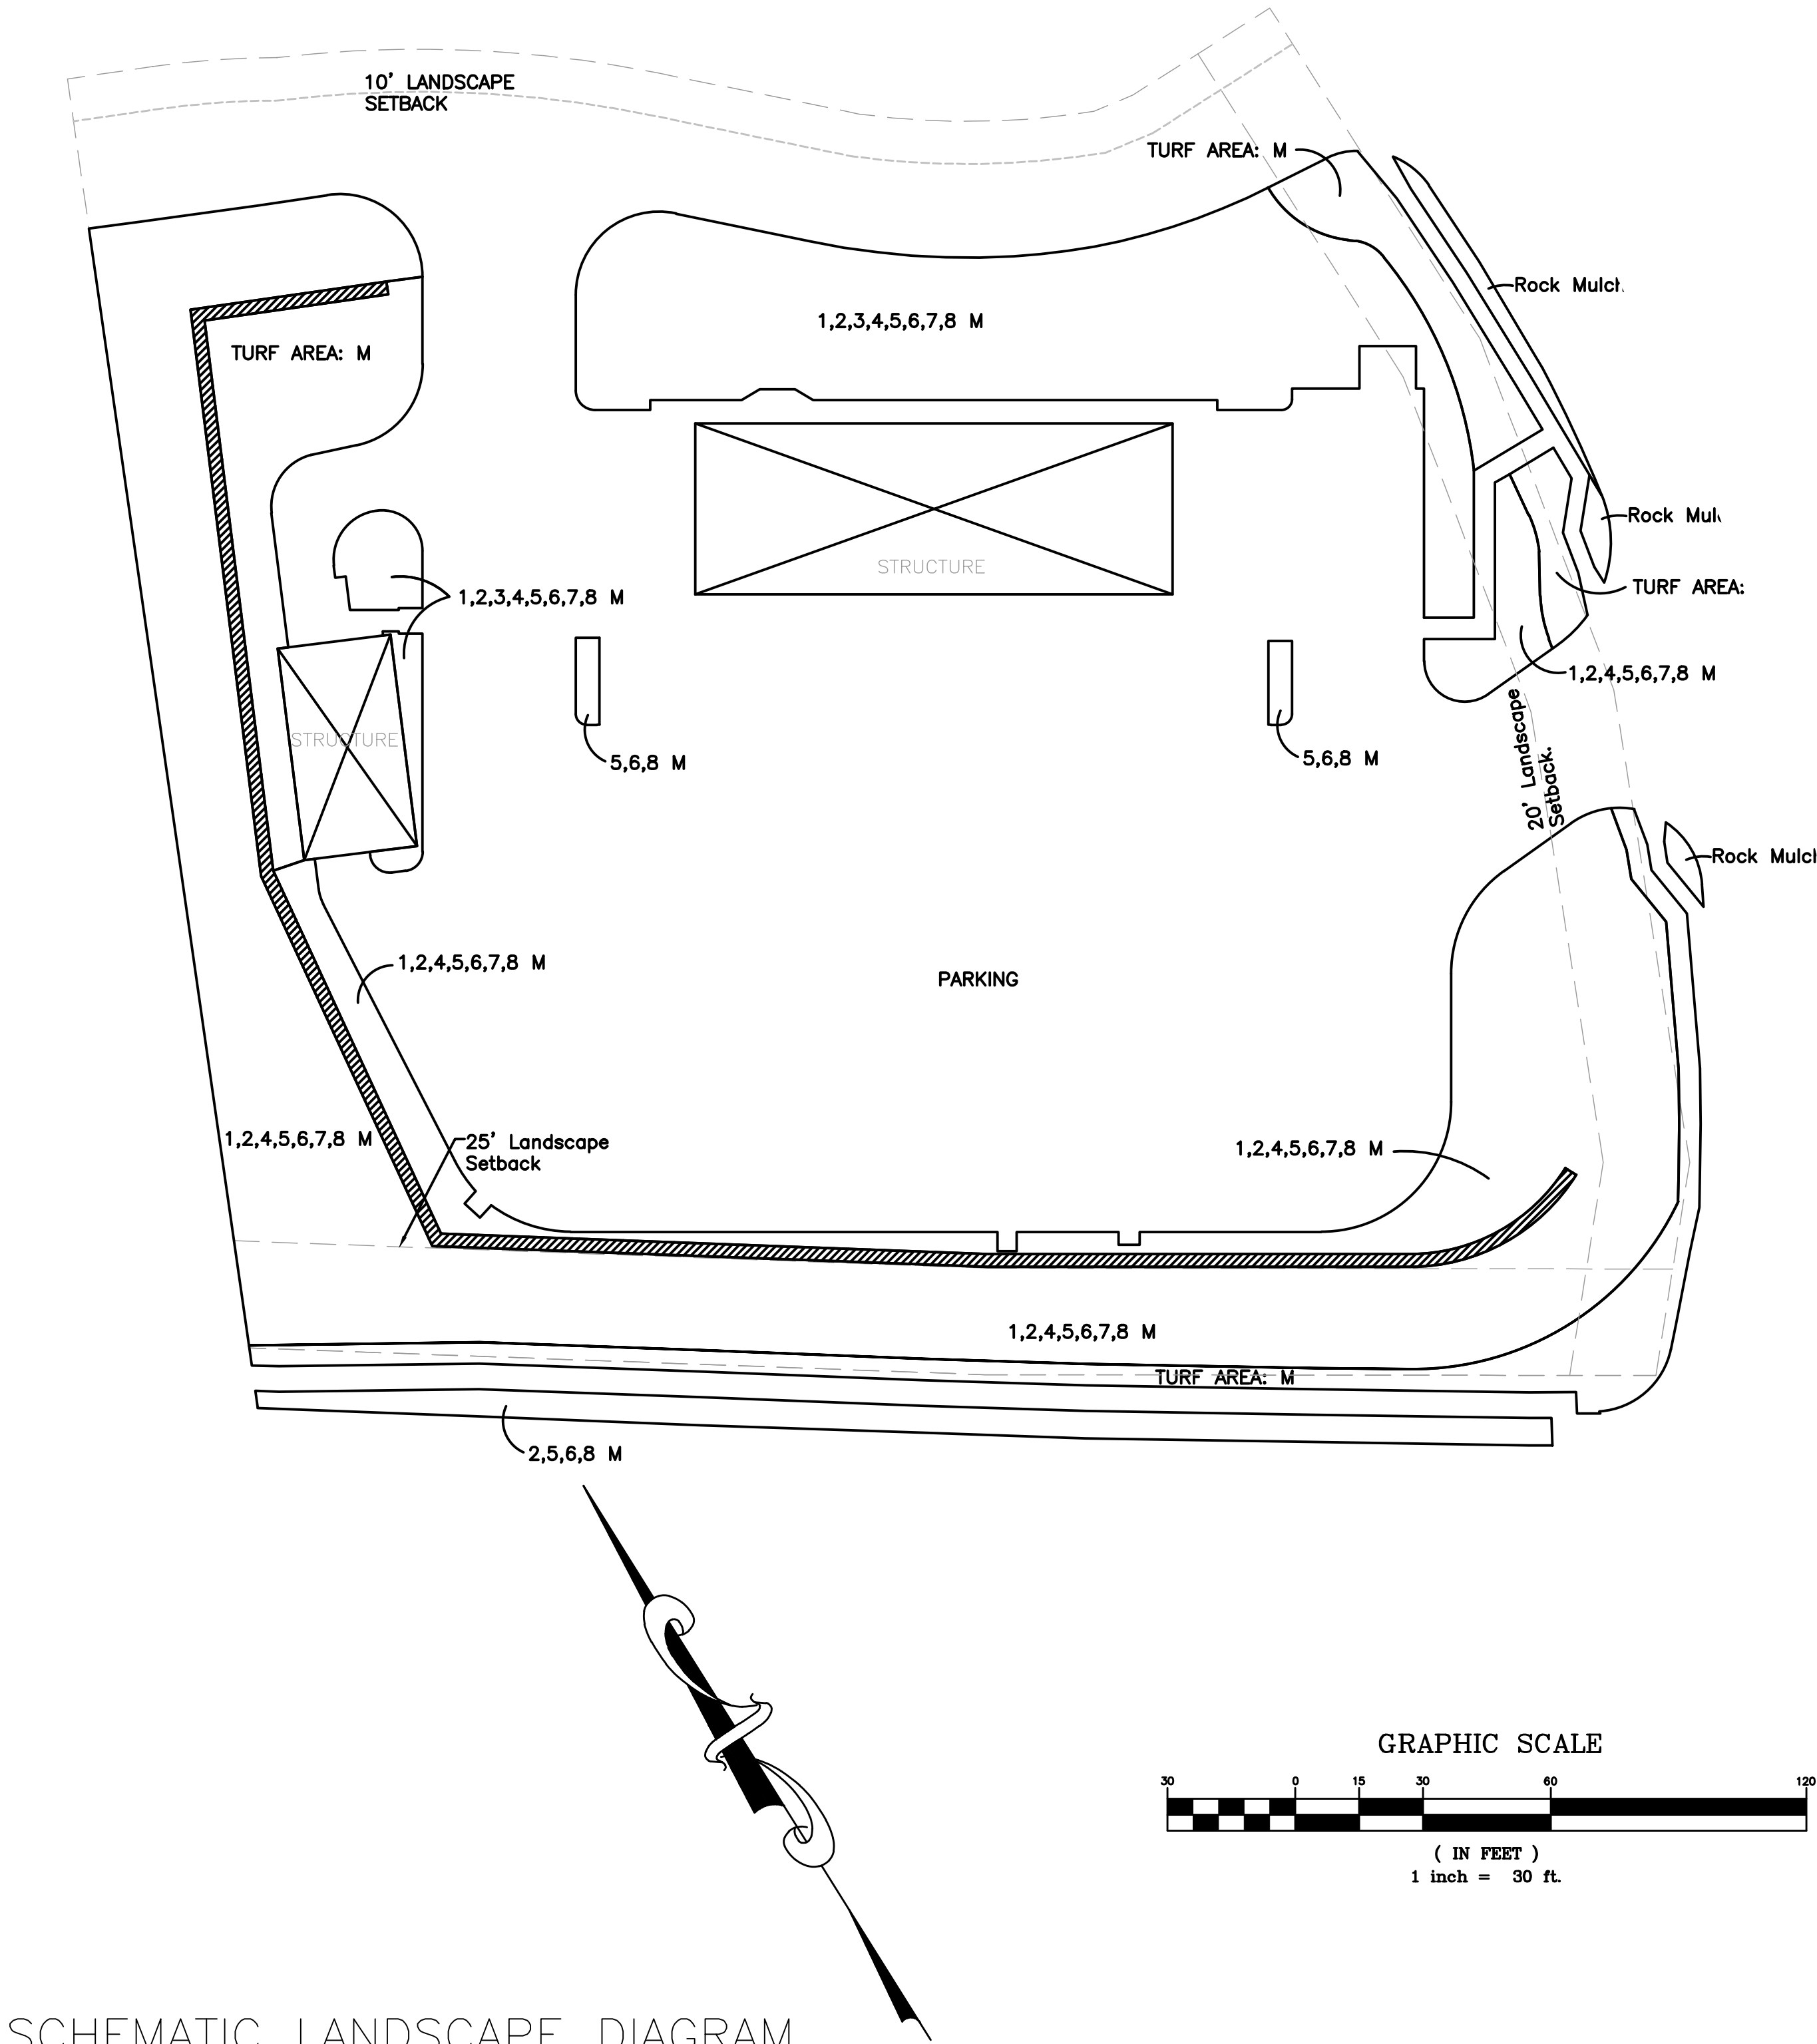 10' LANDSCAPE
SETBACK
TURF AREA: M
Rock Mulch
1,2,3,4,5,6,7,8 M
TURF AREA: M
Rock
STRUCTURE
TURF AREA:
1,2,3,4,5,6,7,8 M
1,2,4,5,6,7,8 M
20' Landscape
Setback.
STRUCTURE
5,6,8 M
5,6,8 M
Rock Mulch
1,2,4,5,6,7,8 M
PARKING
1,2,4,5,6,7,8 M
25' Landscape
Setback
1,2,4,5,6,7,8 M
1,2,4,5,6,7,8 M
TURF AREA: M
2,5,6,8 M
GRAPHIC SCALE
30 0 15 30 60 120
( IN FEET )
1 inch = 30 ft.
SCHEMATIC LANDSCAPE DIAGRAM